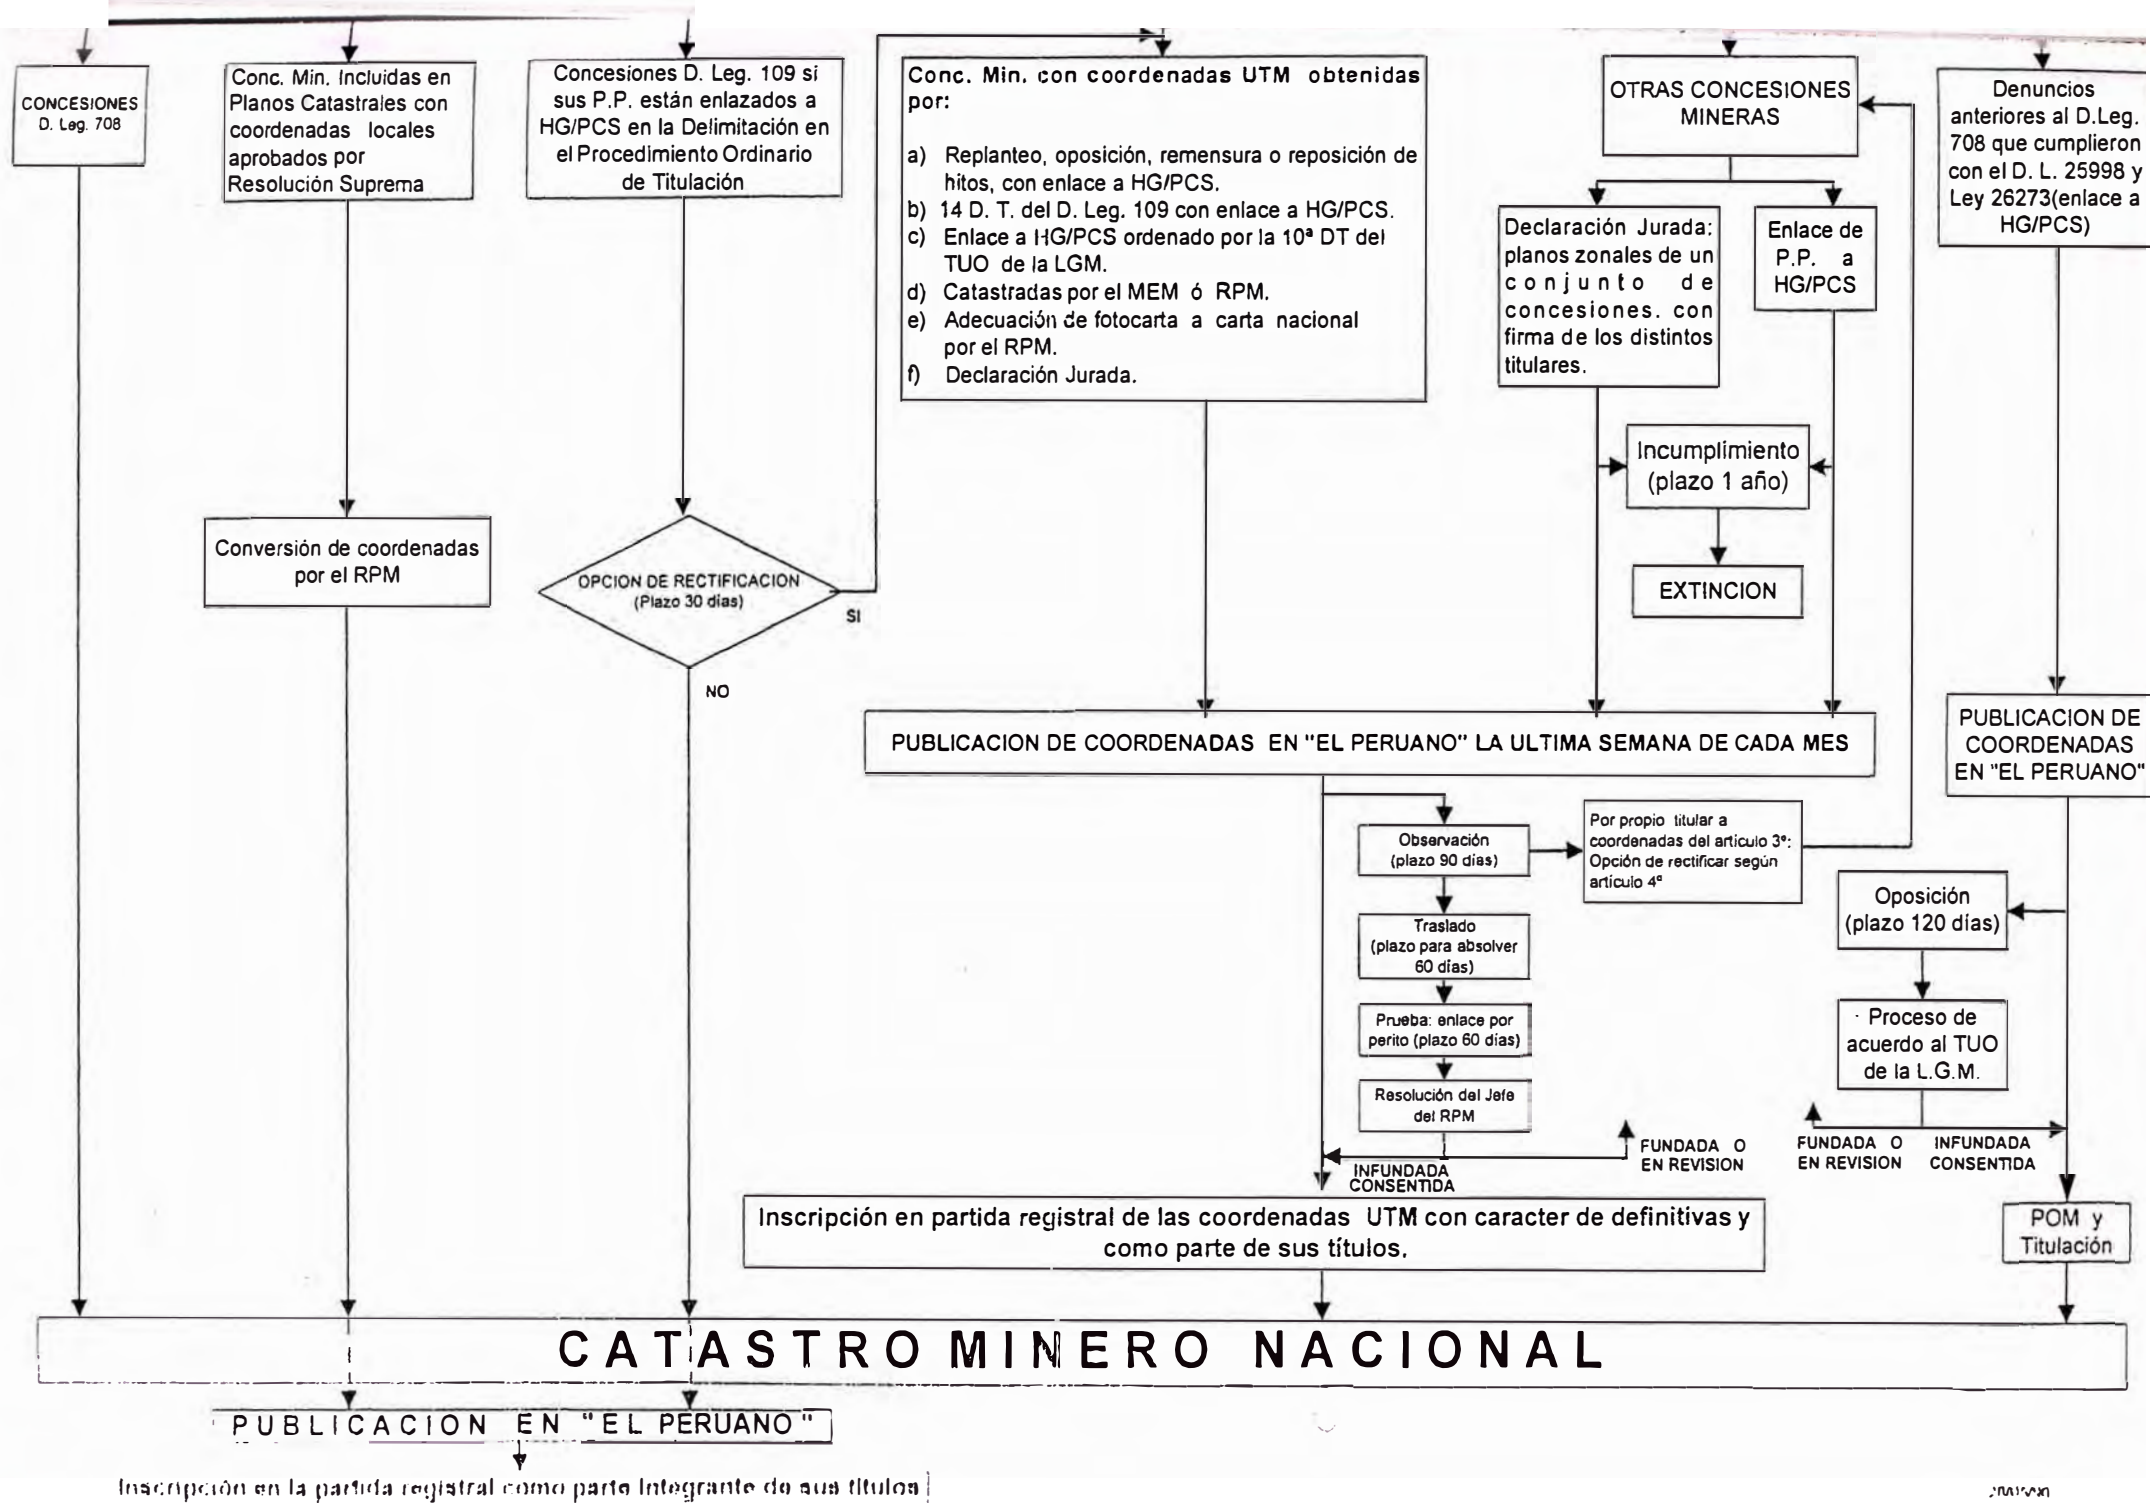 CONCESIONES
D. Leg. 708
Conc. Min. Incluidas en
Planos Catastrales con
coordenadas locales
aprobados por
Resolución Suprema
Concesiones D. Leg. 109 si
sus P.P. están enlazados a
HG/PCS en la Delimitación en
el Procedimiento Ordinario
de Titulación
Conc. Min. con coordenadas UTM obtenidas
por:
a) Replanteo, oposición, remensura o reposición de
hitos, con enlace a HG/PCS.
b) 14 D. T. del D. Leg. 109 con enlace a HG/PCS.
c) Enlace a HG/PCS ordenado por la 10ª DT del
TUO de la LGM.
d) Catastradas por el MEM ó RPM.
e) Adecuación de fotocarta a carta nacional
por el RPM.
f) Declaración Jurada.
OTRAS CONCESIONES
MINERAS
Declaración Jurada:
planos zonales de un
conjunto de
concesiones. con
firma de los distintos
titulares.
Enlace de
P.P. a
HG/PCS
Denuncios
anteriores al D.Leg.
708 que cumplieron
con el D. L. 25998 y
Ley 26273(enlace a
HG/PCS)
Incumplimiento
(plazo 1 año)
EXTINCION
Conversión de coordenadas
por el RPM
OPCION DE RECTIFICACION
(Plazo 30 días)
SI
NO
PUBLICACION DE COORDENADAS EN "EL PERUANO" LA ULTIMA SEMANA DE CADA MES
PUBLICACION DE
COORDENADAS
EN "EL PERUANO"
Observación
(plazo 90 días)
Por propio titular a
coordenadas del artículo 3º:
Opción de rectificar según
artículo 4º
Traslado
(plazo para absolver
60 días)
Prueba: enlace por
perito (plazo 60 días)
Resolución del Jefe
del RPM
INFUNDADA
CONSENTIDA
FUNDADA O
EN REVISION
Oposición
(plazo 120 días)
Proceso de
acuerdo al TUO
de la L.G.M.
FUNDADA O
EN REVISION
INFUNDADA
CONSENTIDA
Inscripción en partida registral de las coordenadas UTM con caracter de definitivas y
como parte de sus títulos.
POM y
Titulación
CATASTRO MINERO NACIONAL
PUBLICACION EN "EL PERUANO"
Inscripción en la partida registral como parte Integrante de sus títulos